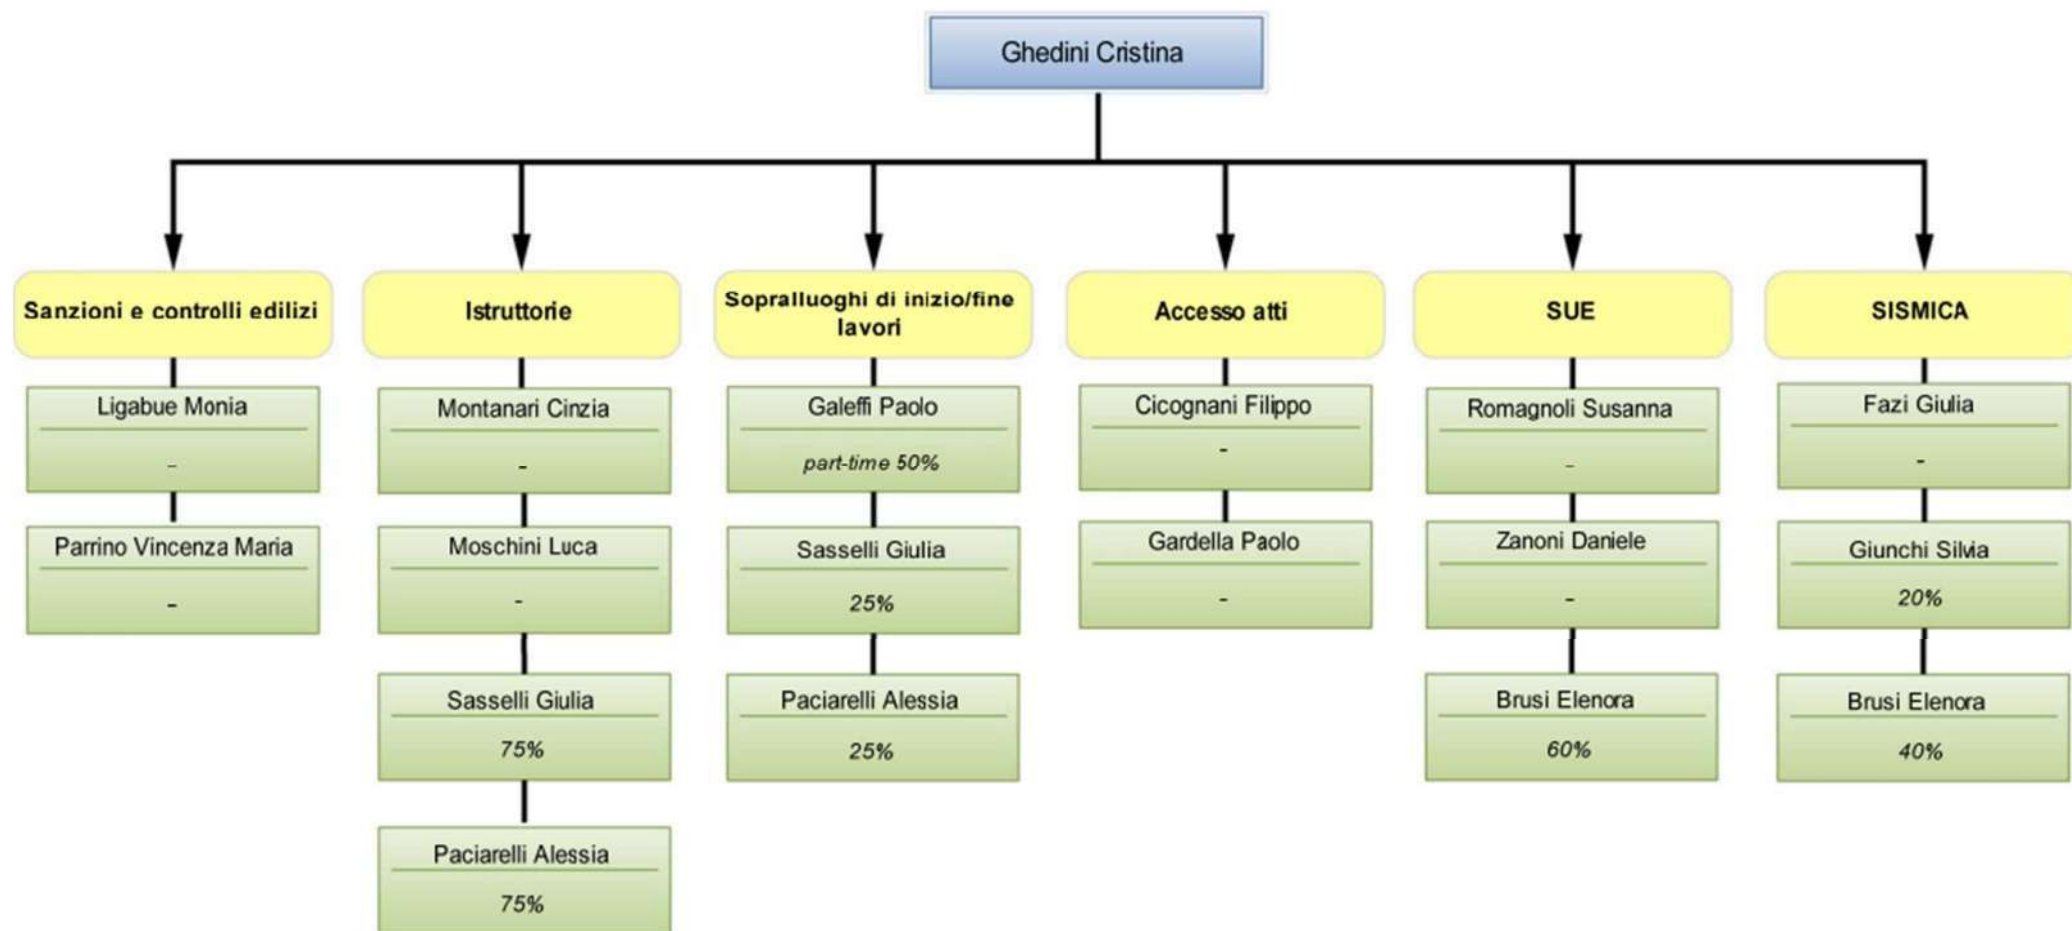 Ghedini Cristina
Sanzioni e controlli edilizi
Ligabue Monia
-
Parrino Vincenza Maria
-
Istruttorie
Montanari Cinzia
-
Moschini Luca
-
Sasselli Giulia
75%
Paciarelli Alessia
75%
Sopralluoghi di inizio/fine
lavori
Galeffi Paolo
part-time 50%
Sasselli Giulia
25%
Paciarelli Alessia
25%
Accesso atti
Cicognani Filippo
-
Gardella Paolo
-
SUE
Romagnoli Susanna
-
Zanoni Daniele
-
Brusi Elenora
60%
SISMICA
Fazi Giulia
-
Giunchi Silvia
20%
Brusi Elenora
40%